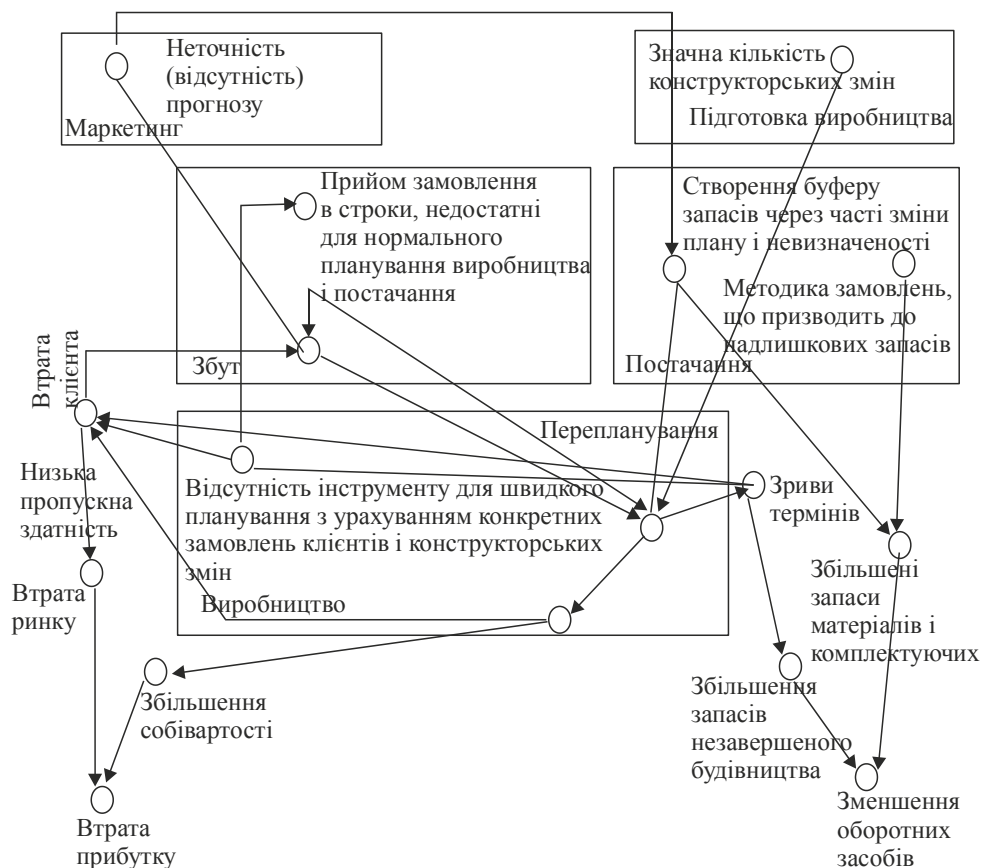 Неточність
(відсутність)
прогнозу
Маркетинг
Значна кількість
конструкторських змін
Підготовка виробництва
Прийом замовлення
в строки, недостатні
для нормального
планування виробництва
і постачання
Збут
Створення буферу
запасів через часті зміни
плану і невизначеності
Методика замовлень,
що призводить до
надлишкових запасів
Постачання
Втрата
клієнта
Перепланування
Відсутність інструменту для швидкого
планування з урахуванням конкретних
замовлень клієнтів і конструкторських
змін
Виробництво
Низька
пропускна
здатність
Зриви
термінів
Втрата
ринку
Збільшені
запаси
матеріалів і
комплектуючих
Збільшення
собівартості
Збільшення
запасів
незавершеного
будівництва
Втрата
прибутку
Зменшення
оборотних
засобів